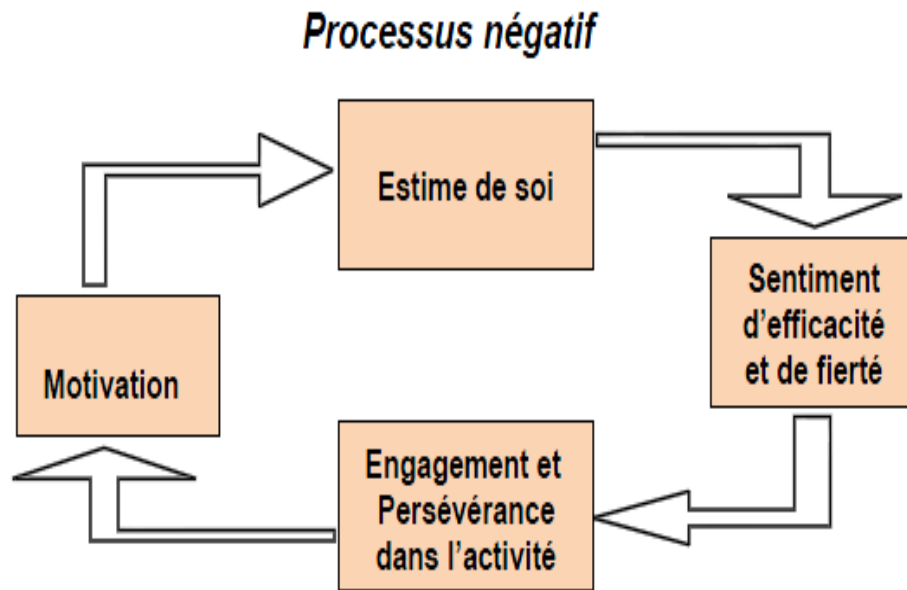 Processus négatif
Estime de soi
Sentiment
d'efficacité
et de fierté
Motivation
Engagement et
Persévérance
dans l'activité